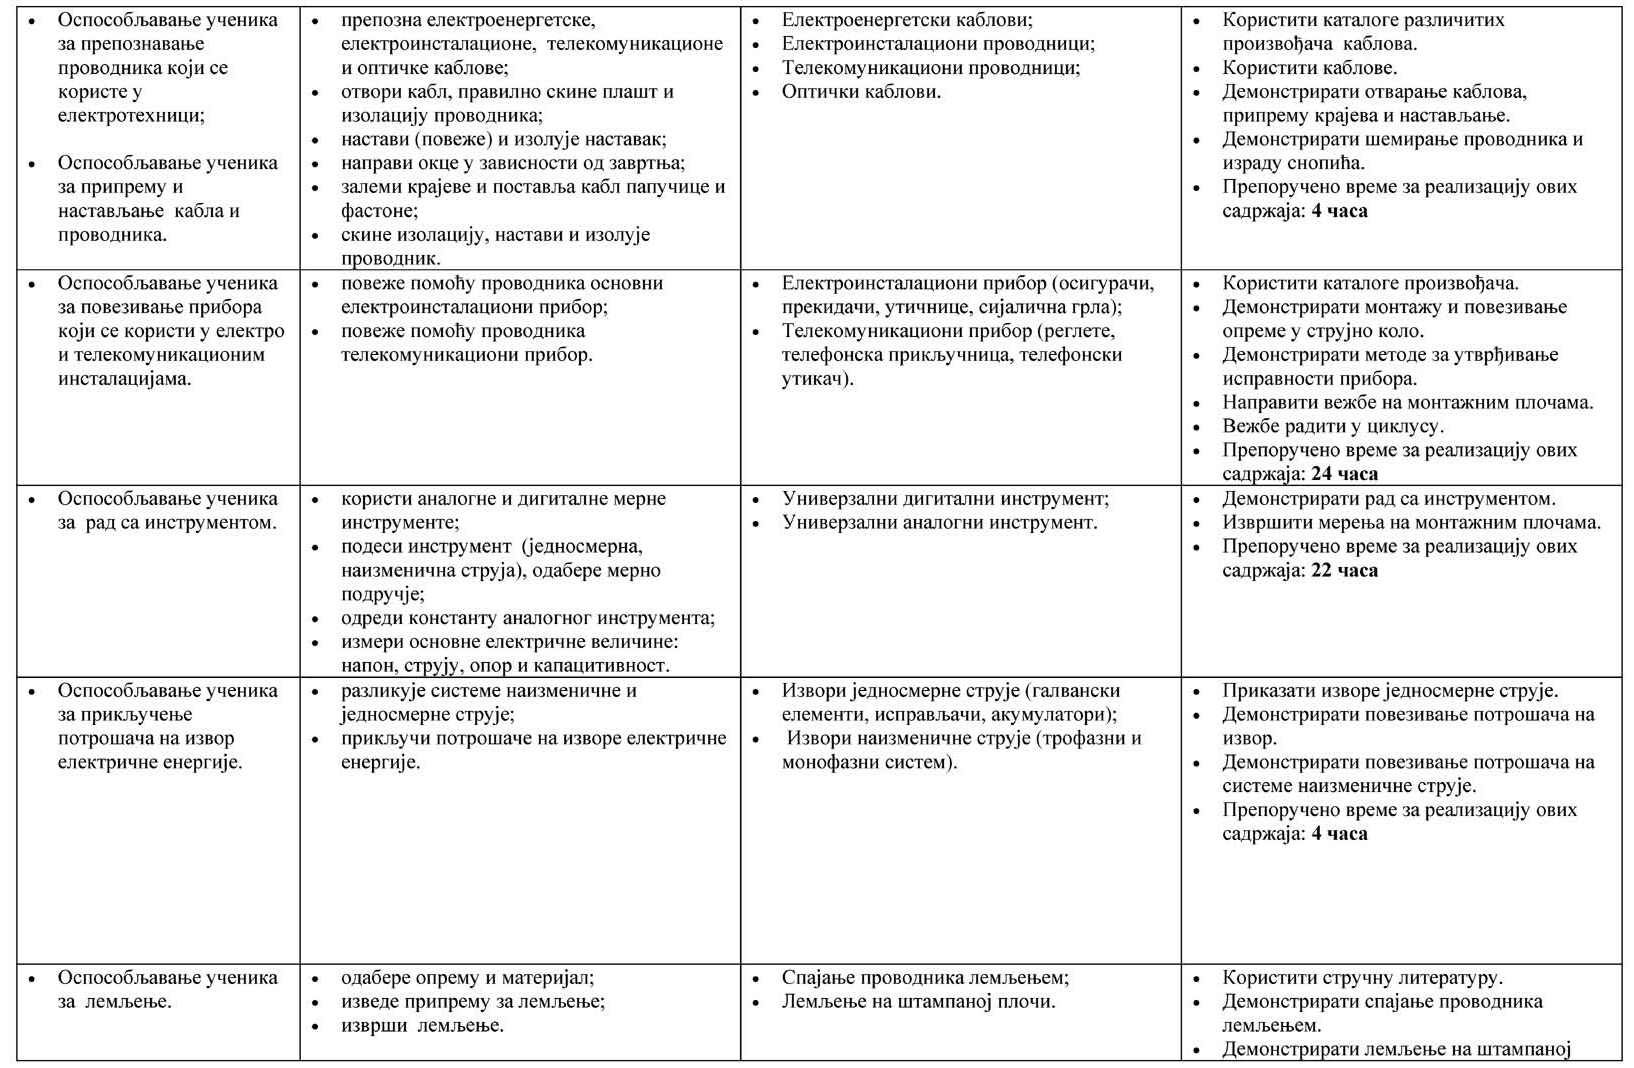 • Оспособљавање ученика
за препознавање
проводника који се
користе у
електротехници;
• Оспособљавање ученика
за припрему и
настављање кабла и
проводника.
• препозна електроенергетске,
електроинсталационе, телекомуникационе
и оптичке каблове;
• отвори кабл, правилно скине плашт и
изолацију проводника;
• настави (повеже) и изолује наставак;
• направи окце у зависности од завртња;
• залеми крајеве и поставља кабл папучице и
фастоне;
• скине изолацију, настави и изолује
проводник.
• Електроенергетски каблови;
• Електроинсталациони проводници;
• Телекомуникациони проводници;
• Оптички каблови.
• Користити каталоге различитих
произвођача каблова.
• Користити каблове.
• Демонстрирати отварање каблова,
припрему крајева и настављање.
• Демонстрирати шемирање проводника и
израду снопића.
• Препоручено време за реализацију ових
садржаја: 4 часа
• Оспособљавање ученика
за повезивање прибора
који се користи у електро
и телекомуникационим
инсталацијама.
• повеже помоћу проводника основни
електроинсталациони прибор;
• повеже помоћу проводника
телекомуникациони прибор.
• Електроинсталациони прибор (осигурачи,
прекидачи, утичнице, сијалична грла);
• Телекомуникациони прибор (реглете,
телефонска прикључница, телефонски
утикач).
• Користити каталоге произвођача.
• Демонстрирати монтажу и повезивање
опреме у струјно коло.
• Демонстрирати методе за утврђивање
исправности прибора.
• Направити вежбе на монтажним плочама.
• Вежбе радити у циклусу.
• Препоручено време за реализацију ових
садржаја: 24 часа
• Оспособљавање ученика
за рад са инструментом.
• користи аналогне и дигиталне мерне
инструменте;
• подеси инструмент (једносмерна,
наизменична струја), одабере мерно
подручје;
• одреди константу аналогног инструмента;
• измери основне електричне величине:
напон, струју, опор и капацитивност.
• Универзални дигитални инструмент;
• Универзални аналогни инструмент.
• Демонстрирати рад са инструментом.
• Извршити мерења на монтажним плочама.
• Препоручено време за реализацију ових
садржаја: 22 часа
• Оспособљавање ученика
за прикључење
потрошача на извор
електричне енергије.
• разликује системе наизменичне и
једносмерне струје;
• прикључи потрошаче на изворе електричне
енергије.
• Извори једносмерне струје (галвански
елементи, исправљачи, акумулатори);
• Извори наизменичне струје (трофазни и
монофазни систем).
• Приказати изворе једносмерне струје.
• Демонстрирати повезивање потрошача на
извор.
• Демонстрирати повезивање потрошача на
системе наизменичне струје.
• Препоручено време за реализацију ових
садржаја: 4 часа
• Оспособљавање ученика
за лемљење.
• одабере опрему и материјал;
• изведе припрему за лемљење;
• изврши лемљење.
• Спајање проводника лемљењем;
• Лемљење на штампаној плочи.
• Користити стручну литературу.
• Демонстрирати спајање проводника
лемљењем.
• Демонстрирати лемљење на штампаној